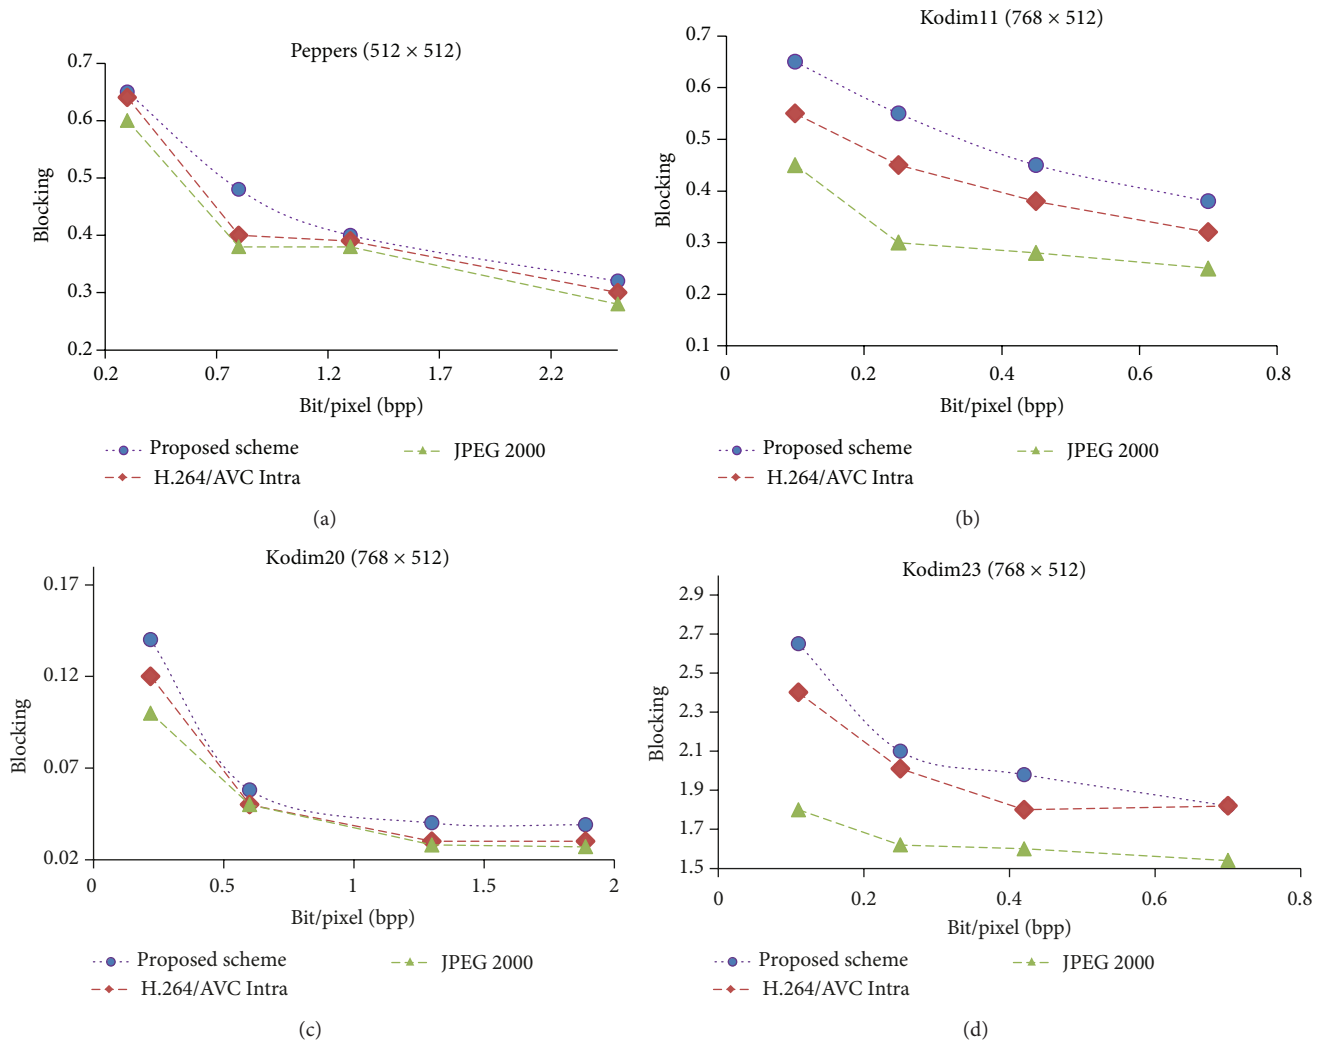 Peppers (512 × 512)
0.7
0.6
0.5
0.4
0.3
0.2
Blocking
0.2 0.7 1.2 1.7 2.2
Bit/pixel (bpp)
Proposed scheme
JPEG 2000
H.264/AVC Intra
(a)
Kodim11 (768 × 512)
0.7
0.6
0.5
0.4
0.3
0.2
0.1
Blocking
0 0.2 0.4 0.6 0.8
Bit/pixel (bpp)
Proposed scheme
JPEG 2000
H.264/AVC Intra
(b)
Kodim20 (768 × 512)
0.17
0.12
0.07
0.02
Blocking
0 0.5 1 1.5 2
Bit/pixel (bpp)
Proposed scheme
JPEG 2000
H.264/AVC Intra
(c)
Kodim23 (768 × 512)
2.9
2.7
2.5
2.3
2.1
1.9
1.7
1.5
Blocking
0 0.2 0.4 0.6 0.8
Bit/pixel (bpp)
Proposed scheme
JPEG 2000
H.264/AVC Intra
(d)